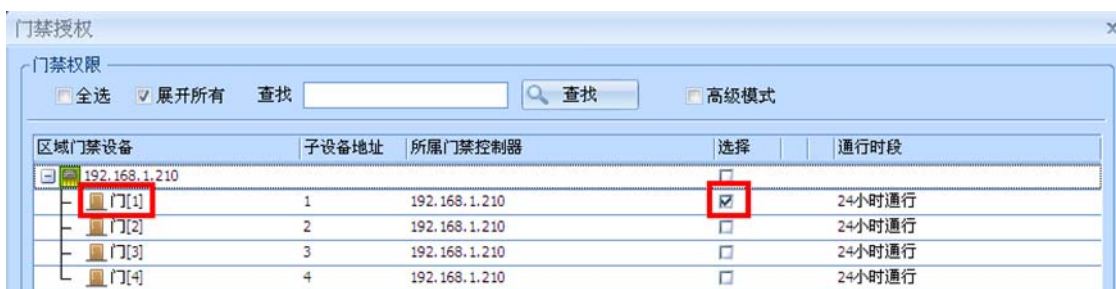 门禁授权
门禁权限
全选 展开所有 查找 查找 高级模式
区域门禁设备 子设备地址 所属门禁控制器 选择 通行时段
192.168.1.210
门[1] 1 192.168.1.210 24小时通行
门[2] 2 192.168.1.210 24小时通行
门[3] 3 192.168.1.210 24小时通行
门[4] 4 192.168.1.210 24小时通行